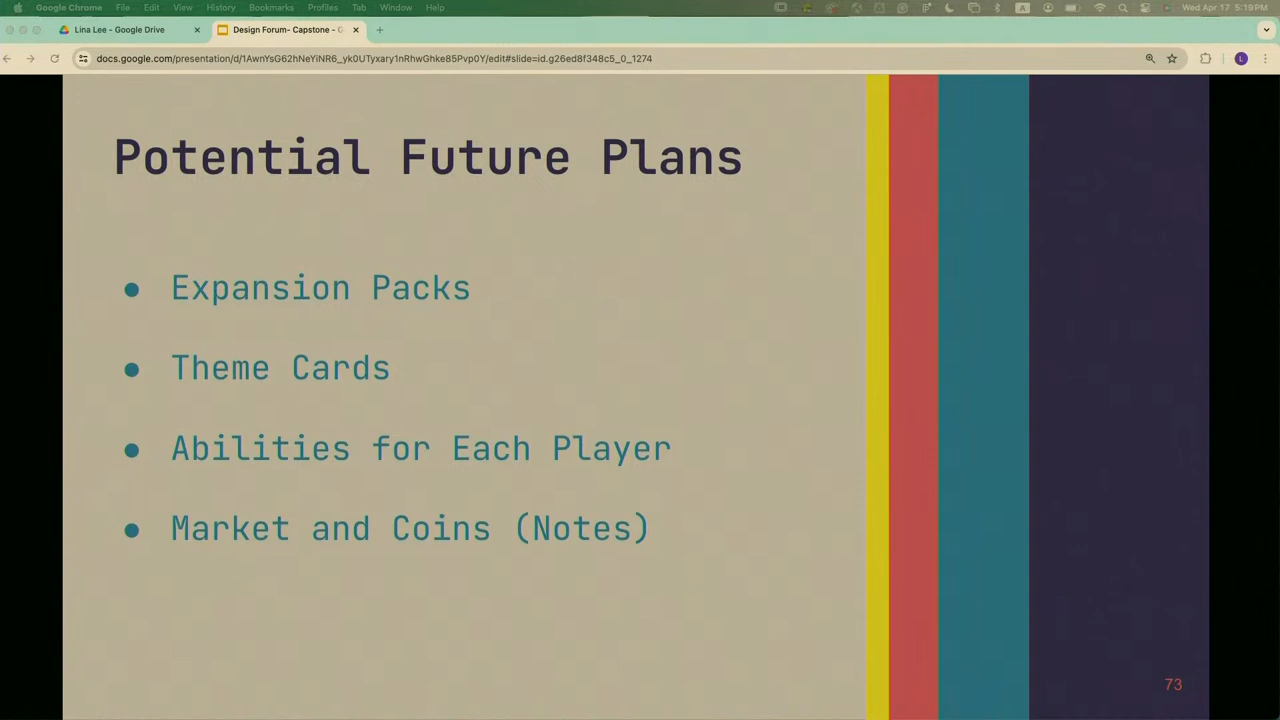 Google Chrome File Edit View History Bookmarks Profiles Tab Window Help Wed Apr 17 5:19 PM
Lina Lee - Google Drive Design Forum- Capstone -
docs.google.com/presentation/d/1AwnYsG62hNeYiNR6_yk0UTyxary1nRhwGhke85Pvp0Y/edit#slide=id.g26ed8f348c5_0_1274
Potential Future Plans
● Expansion Packs
● Theme Cards
● Abilities for Each Player
● Market and Coins (Notes)
73